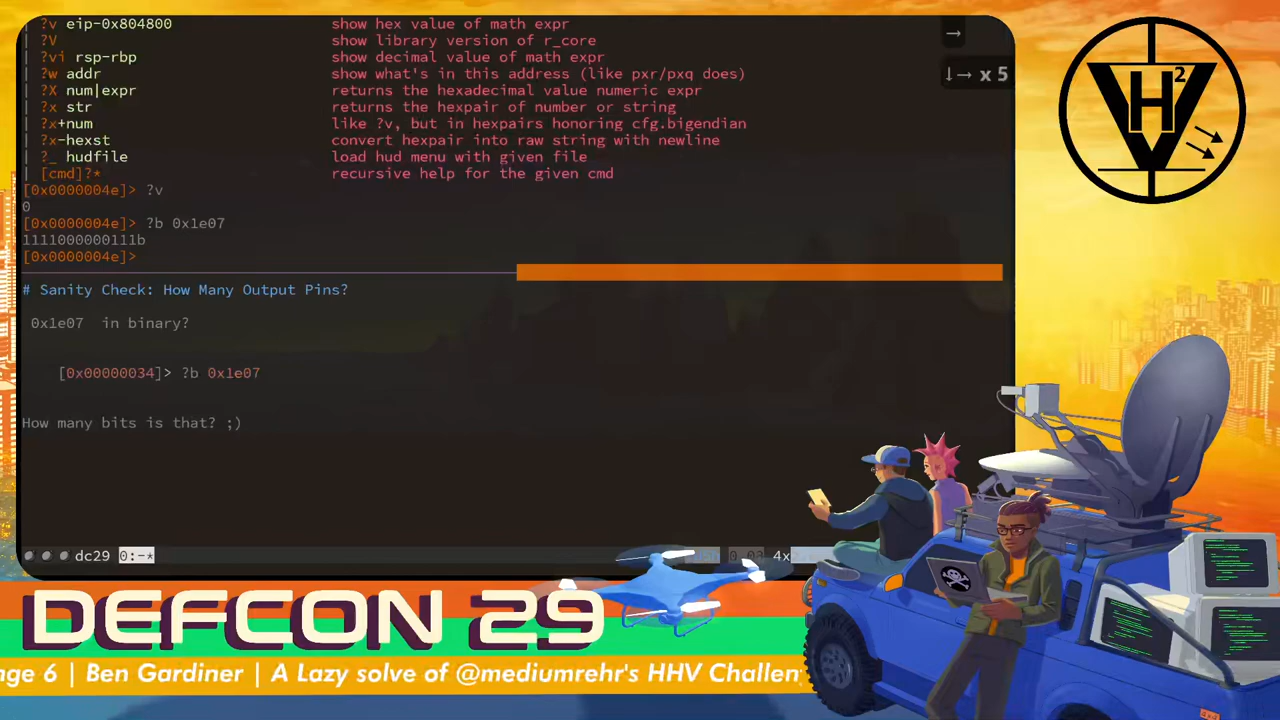 | ?v eip-0x804800 show hex value of math expr
| ?V show library version of r_core
| ?vi rsp-rbp show decimal value of math expr
| ?w addr show what's in this address (like pxr/pxq does)
| ?X num|expr returns the hexadecimal value numeric expr
| ?x str returns the hexpair of number or string
| ?x+num like ?v, but in hexpairs honoring cfg.bigendian
| ?x-hexst convert hexpair into raw string with newline
| ?_ hudfile load hud menu with given file
| [cmd]?* recursive help for the given cmd
[0x0000004e]> ?v
0
[0x0000004e]> ?b 0x1e07
1111000000111b
[0x0000004e]>
→
↓→ x 5
H²
# Sanity Check: How Many Output Pins?
0x1e07 in binary?
[0x00000034]> ?b 0x1e07
How many bits is that? ;)
dc29 0:-*
4x
DEFCON 29
age 6 | Ben Gardiner | A Lazy solve of @mediumrehr's HHV Challen